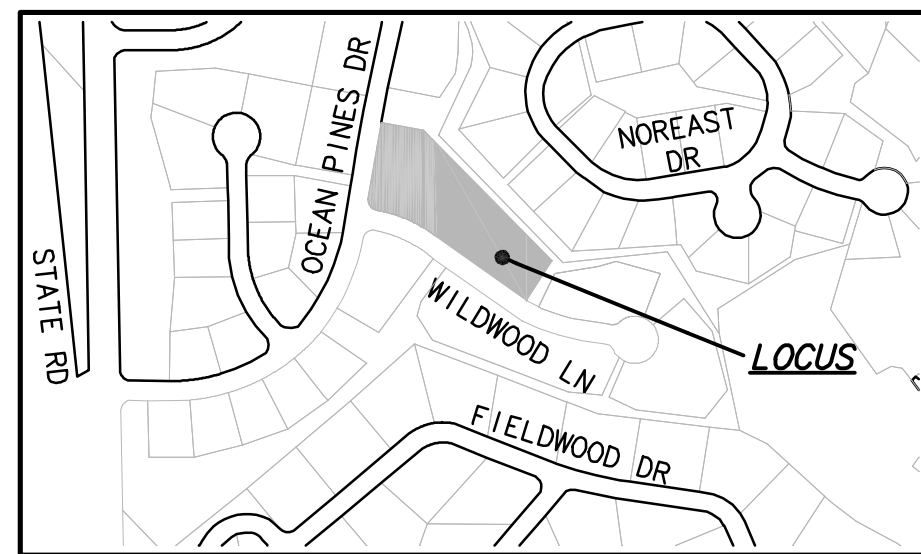 OCEAN PINES DR
NOREAST
DR
STATE RD
WILDWOOD LN
LOCUS
FIELDWOOD DR